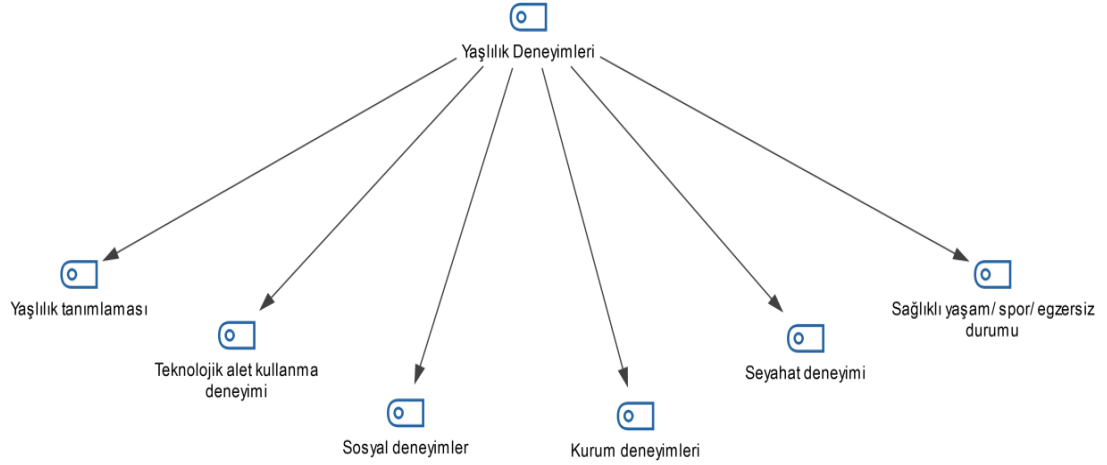 Yaşlılık Deneyimleri
Yaşlılık tanımlaması
Teknolojik alet kullanma
deneyimi
Sosyal deneyimler
Kurum deneyimleri
Seyahat deneyimi
Sağlıklı yaşam/ spor/ egzersiz
durumu